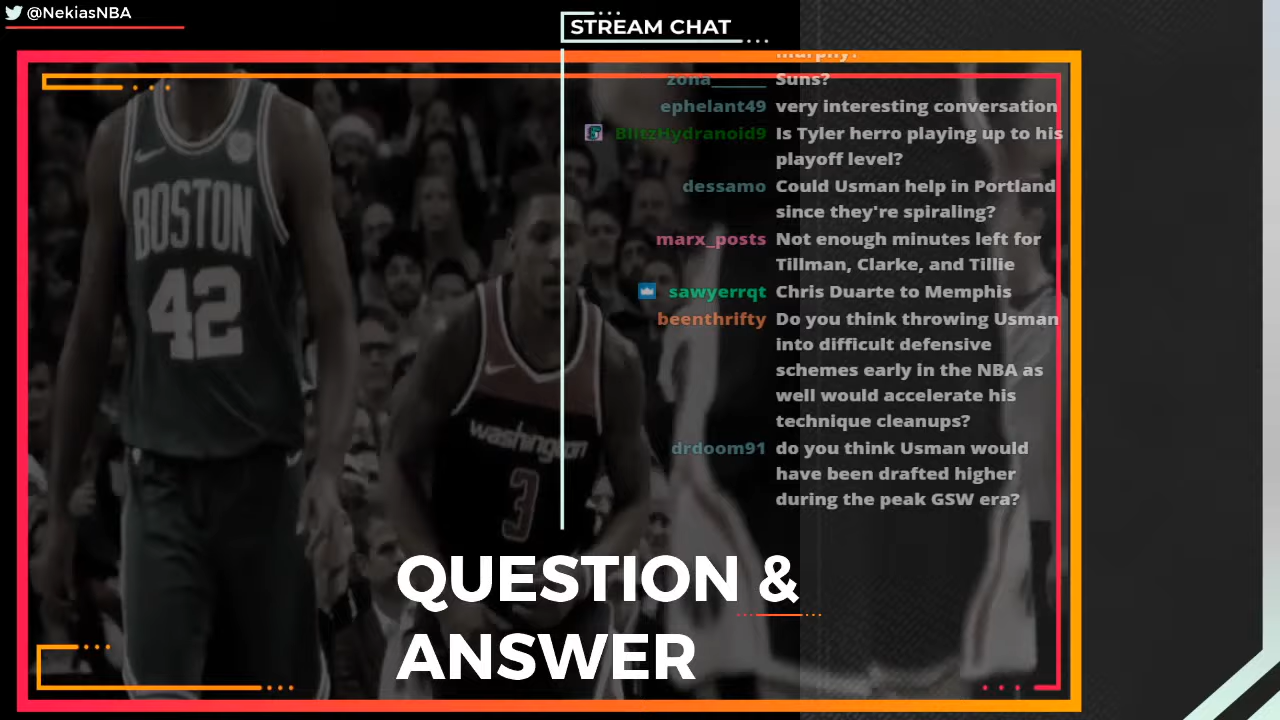 @NekiasNBA
STREAM CHAT
murphy?
zona_______ Suns?
ephelant49 very interesting conversation
BlitzHydranoid9 Is Tyler herro playing up to his
playoff level?
dessamo Could Usman help in Portland
since they're spiraling?
marx_posts Not enough minutes left for
Tillman, Clarke, and Tillie
sawyerrqt Chris Duarte to Memphis
beenthrifty Do you think throwing Usman
into difficult defensive
schemes early in the NBA as
well would accelerate his
technique cleanups?
drdoom91 do you think Usman would
have been drafted higher
during the peak GSW era?
BOSTON
42
washington
3
QUESTION &
ANSWER